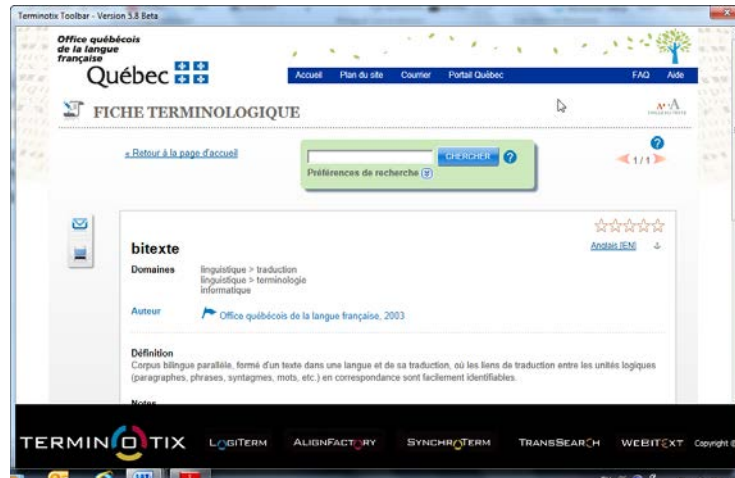 Terminotix Toolbar - Version 5.8 Beta
Office québécois
de la langue
française
Québec
Accueil Plan du site Courrier Portail Québec FAQ Aide
FICHE TERMINOLOGIQUE
« Retour à la page d'accueil
CHERCHER ?
Préférences de recherche
?
1 / 1
bitexte
Anglais [EN]
Domaines
linguistique > traduction
linguistique > terminologie
informatique
Auteur
Office québécois de la langue française, 2003
Définition
Corpus bilingue parallèle, formé d'un texte dans une langue et de sa traduction, où les liens de traduction entre les unités logiques
(paragraphes, phrases, syntagmes, mots, etc.) en correspondance sont facilement identifiables.
Notes
TERMINOTIX LOGITERM ALIGNFACTORY SYNCHROTERM TRANSSEARCH WEBITEXT Copyright ©